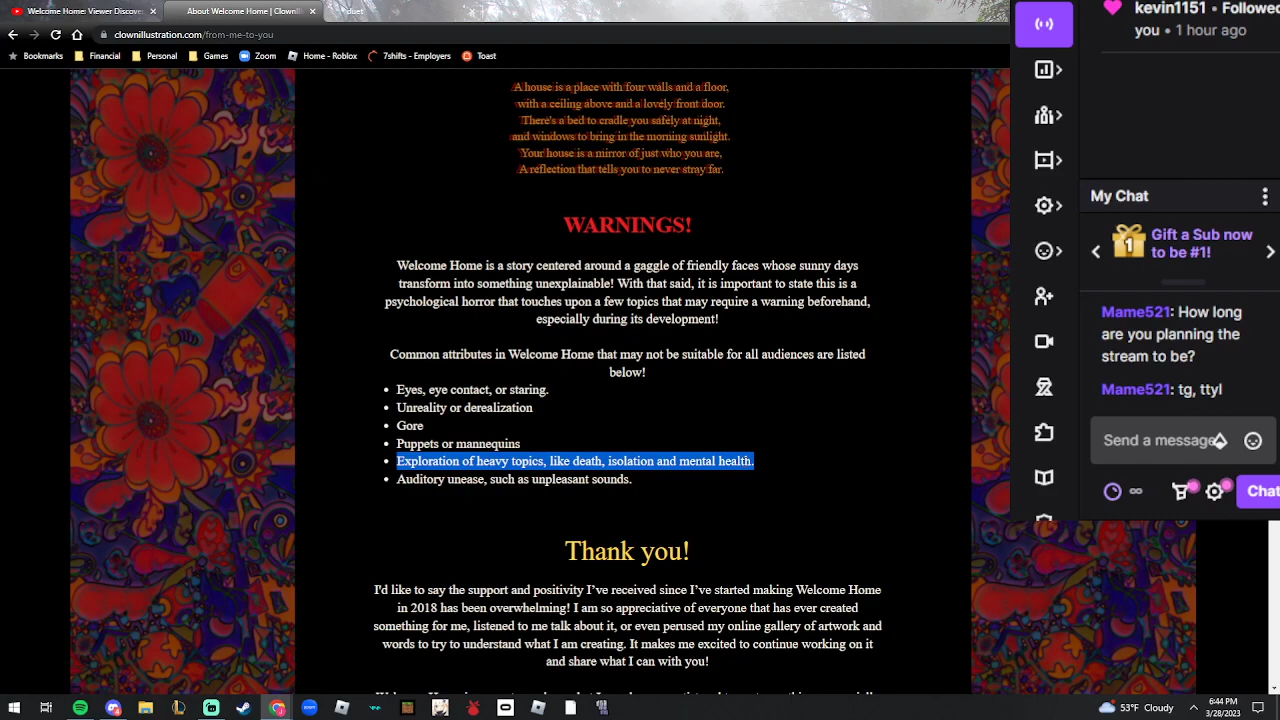 Welcome Home Viewer Discov
About Welcome Home | Clownill
duet
clownillustration.com/from-me-to-you
Bookmarks
Financial
Personal
Games
Zoom
Home - Roblox
7shifts - Employers
Toast
A house is a place with four walls and a floor,
with a ceiling above and a lovely front door.
There's a bed to cradle you safely at night,
and windows to bring in the morning sunlight.
Your house is a mirror of just who you are,
A reflection that tells you to never stray far.
WARNINGS!
Welcome Home is a story centered around a gaggle of friendly faces whose sunny days
transform into something unexplainable! With that said, it is important to state this is a
psychological horror that touches upon a few topics that may require a warning beforehand,
especially during its development!
Common attributes in Welcome Home that may not be suitable for all audiences are listed
below!
• Eyes, eye contact, or staring.
• Unreality or derealization
• Gore
• Puppets or mannequins
• Exploration of heavy topics, like death, isolation and mental health.
• Auditory unease, such as unpleasant sounds.
Thank you!
I'd like to say the support and positivity I've received since I've started making Welcome Home
in 2018 has been overwhelming! I am so appreciative of everyone that has ever created
something for me, listened to me talk about it, or even perused my online gallery of artwork and
words to try to understand what I am creating. It makes me excited to continue working on it
and share what I can with you!
kevin1151 • Followed
you • 1 hour ago
My Chat
Gift a Sub now
to be #1!
1
Mame521: How long
are you planning the
stream to be?
Mame521: tg, ttyl
Send a message
Chat
53°F Cloudy
6:44 PM
3/28/2023